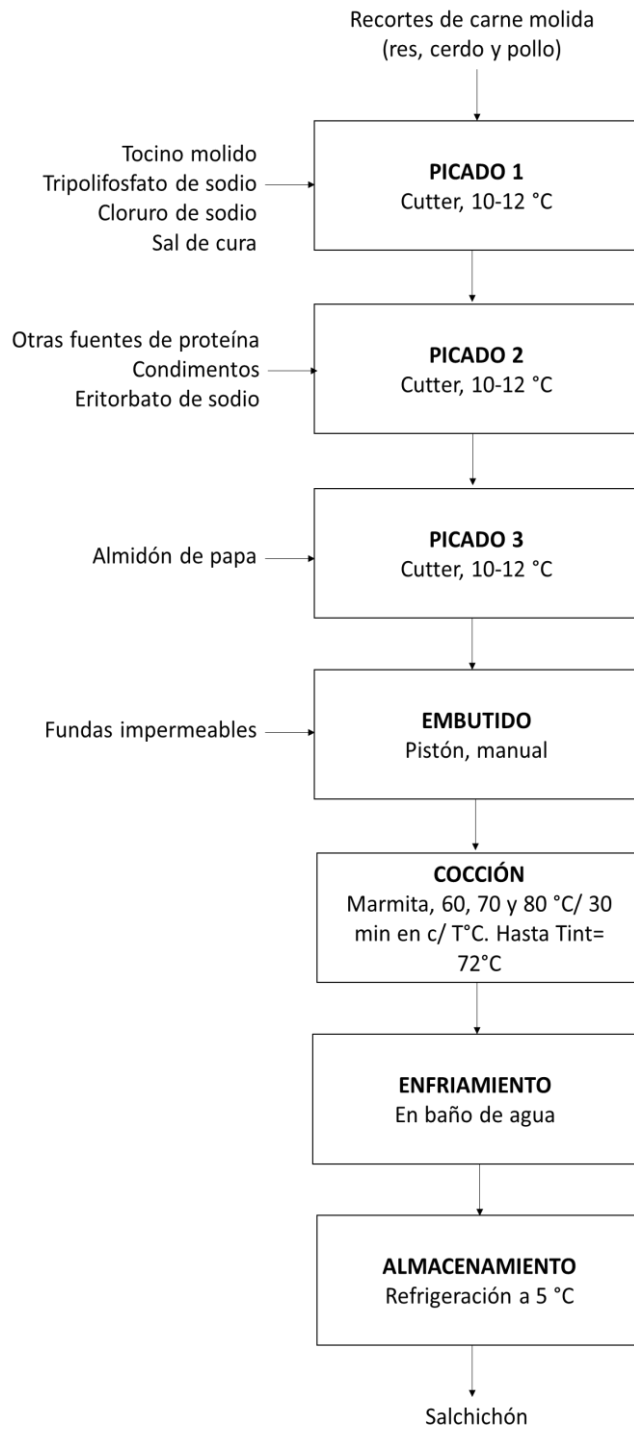 Recortes de carne molida
(res, cerdo y pollo)
Tocino molido
Tripolifosfato de sodio
Cloruro de sodio
Sal de cura
PICADO 1
Cutter, 10-12 °C
Otras fuentes de proteína
Condimentos
Eritorbato de sodio
PICADO 2
Cutter, 10-12 °C
Almidón de papa
PICADO 3
Cutter, 10-12 °C
Fundas impermeables
EMBUTIDO
Pistón, manual
COCCIÓN
Marmita, 60, 70 y 80 °C/ 30
min en c/ T°C. Hasta Tint=
72°C
ENFRIAMIENTO
En baño de agua
ALMACENAMIENTO
Refrigeración a 5 °C
Salchichón